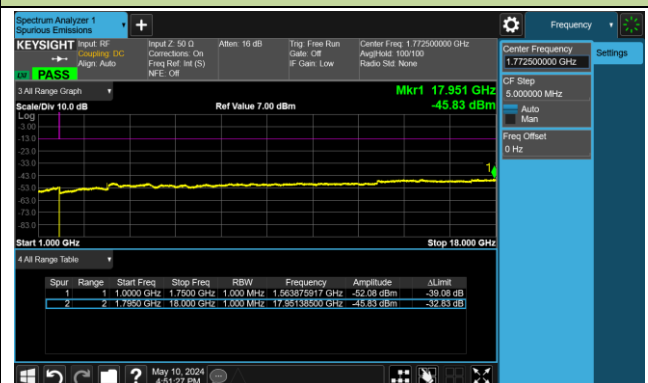 Spectrum Analyzer 1
Spurious Emissions
Frequency
KEYSIGHT Input: RF Input Z: 50 Ω Atten: 16 dB Trig: Free Run Center Freq: 1.772500000 GHz
Coupling: DC Corrections: On Gate: Off Avg|Hold: 100/100
Align: Auto Freq Ref: Int (S) IF Gain: Low Radio Std: None
NFE: Off
PASS
Center Frequency
1.772500000 GHz
Settings
CF Step
5.000000 MHz
Auto
Man
Freq Offset
0 Hz
3 All Range Graph
Mkr1 17.951 GHz
Scale/Div 10.0 dB Ref Value 7.00 dBm -45.83 dBm
Log
-3.00
-13.0
-23.0
-33.0
-43.0
-53.0
-63.0
-73.0
-83.0
1
Start 1.000 GHz Stop 18.000 GHz
4 All Range Table
Spur Range Start Freq Stop Freq RBW Frequency Amplitude ΔLimit
1 1 1.0000 GHz 1.7500 GHz 1.000 MHz 1.563875917 GHz -52.08 dBm -39.08 dB
2 2 1.7950 GHz 18.000 GHz 1.000 MHz 17.95138500 GHz -45.83 dBm -32.83 dB
? May 10, 2024
4:51:27 PM